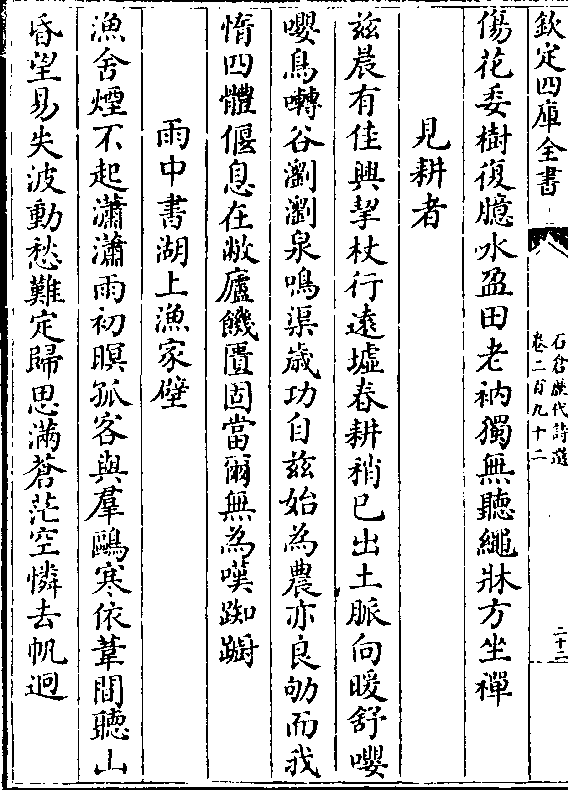 欽定四庫全書
石倉歷代詩選
卷二百九十二
二十二
傷花委樹復臆水盈田老衲獨無聽繩牀方坐禪
見耕者
兹晨有佳興挈杖行遠墟春耕稍已出土脈向暖舒嚶
嚶鳥囀谷瀏瀏泉鳴渠歲功自兹始為農亦良劬而我
惰四體偃息在敝廬饑匱固當爾無為嘆踟躕
雨中書湖上漁家壁
漁舍煙不起瀟瀟雨初暝孤客與羣鷗寒依葦間聽山
昏望易失波動愁難定歸思滿蒼茫空憐去帆迥